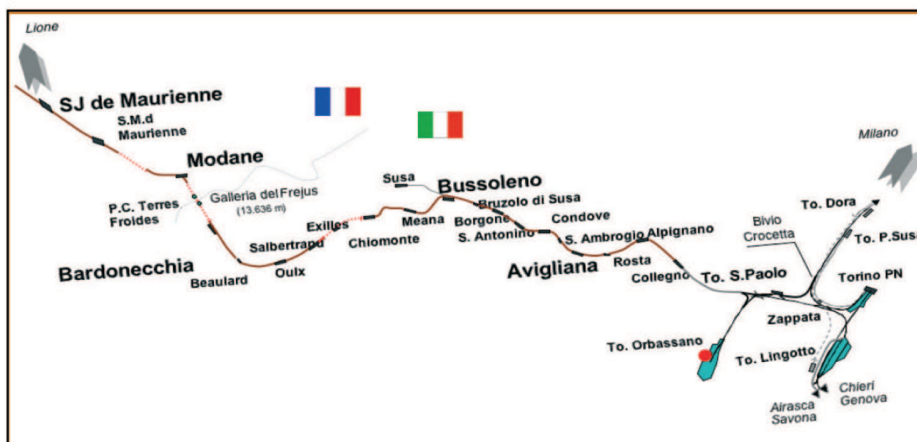 Lione
SJ de Maurienne
S.M.d
Maurienne
Modane
P.C. Terres
Froides
Galleria del Frejus
(13.636 m)
Bardonecchia
Beaulard
Oulx
Salbertrapu
Exilles
Chiomonte
Susa
Meana
Bussoleno
Bruzolo di Susa
Borgone
S. Antonino
Condove
Avigliana
S. Ambrogio
Rosta
Alpignano
Collegno
To. S.Paolo
To. Orbassano
Bivio
Crocetta
Milano
To. Dora
To. P.Susa
Torino PN
Zappata
To. Lingotto
Airasca
Savona
Chieri
Genova